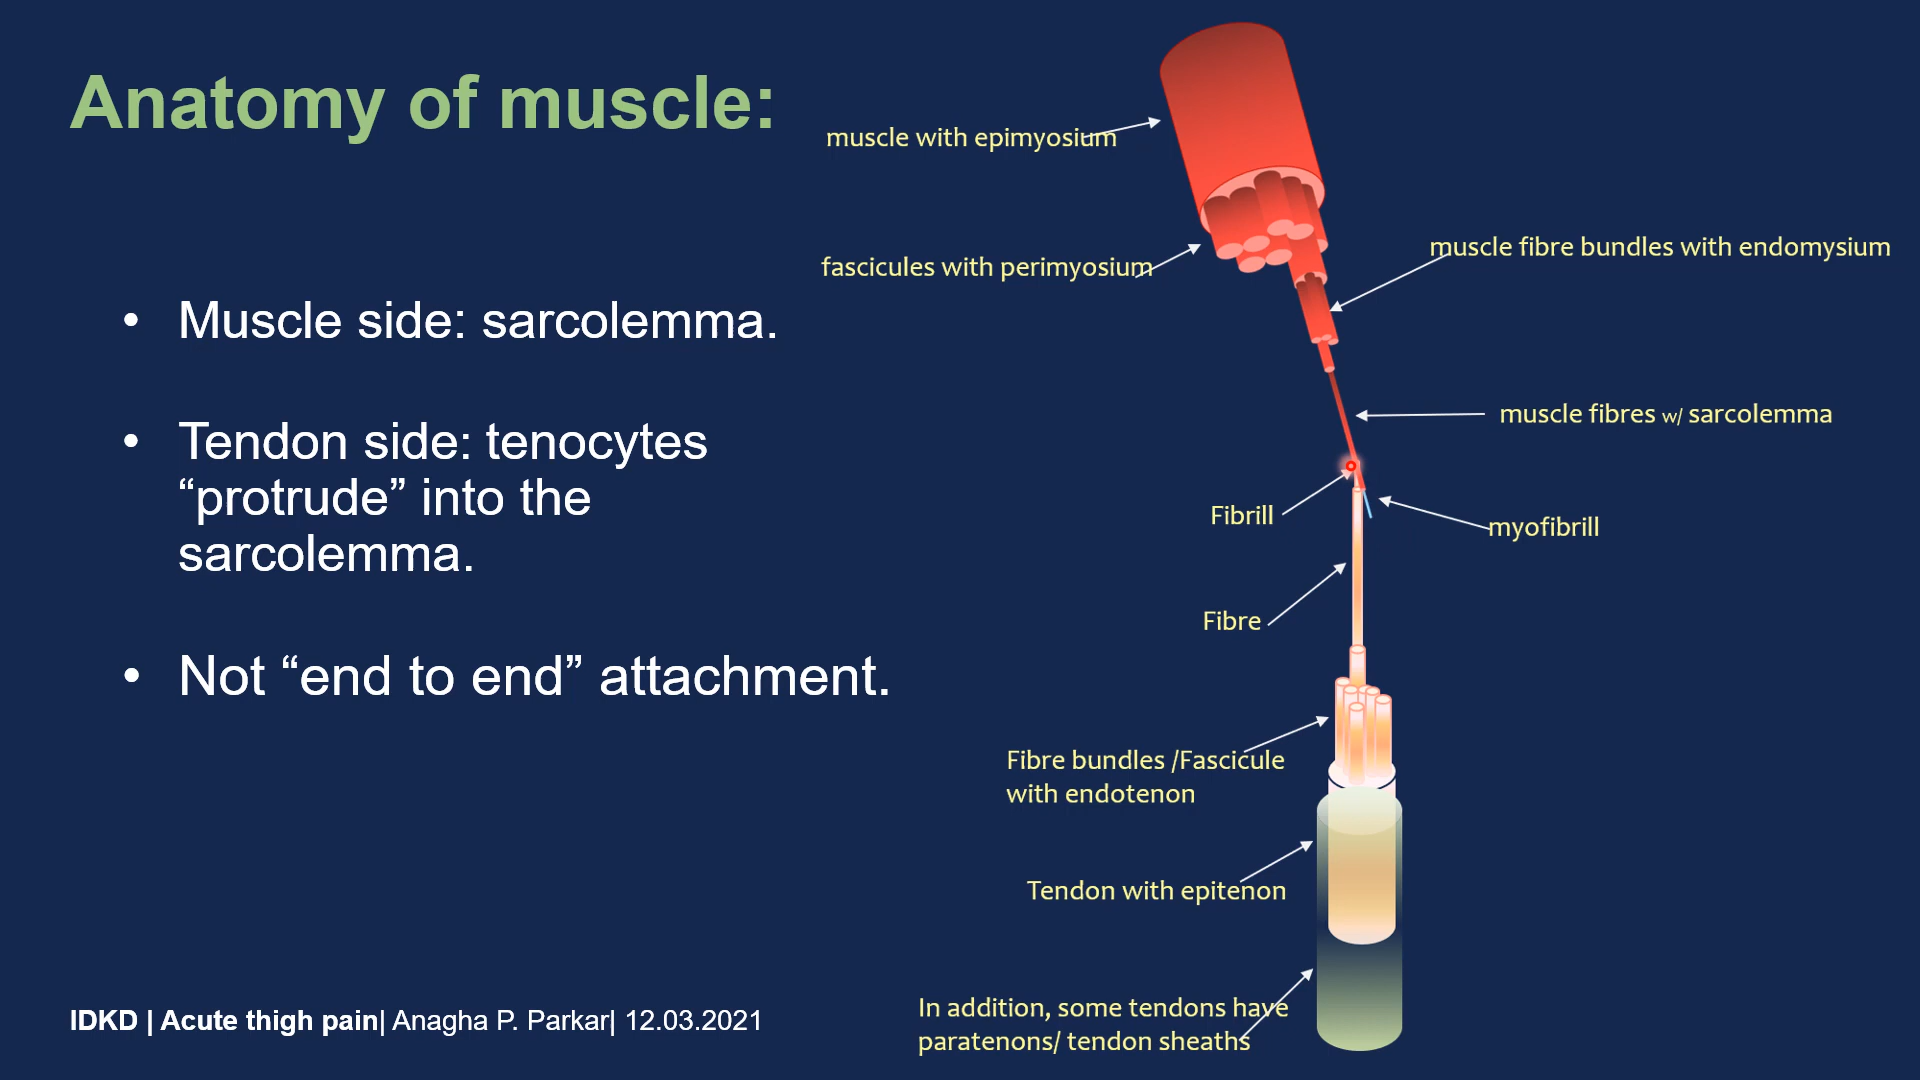 Anatomy of muscle:
• Muscle side: sarcolemma.
• Tendon side: tenocytes
“protrude” into the
sarcolemma.
• Not “end to end” attachment.
muscle with epimyosium
fascicules with perimyosium
muscle fibre bundles with endomysium
muscle fibres w/ sarcolemma
Fibrill
myofibrill
Fibre
Fibre bundles /Fascicule
with endotenon
Tendon with epitenon
In addition, some tendons have
paratenons/ tendon sheaths
IDKD | Acute thigh pain| Anagha P. Parkar| 12.03.2021